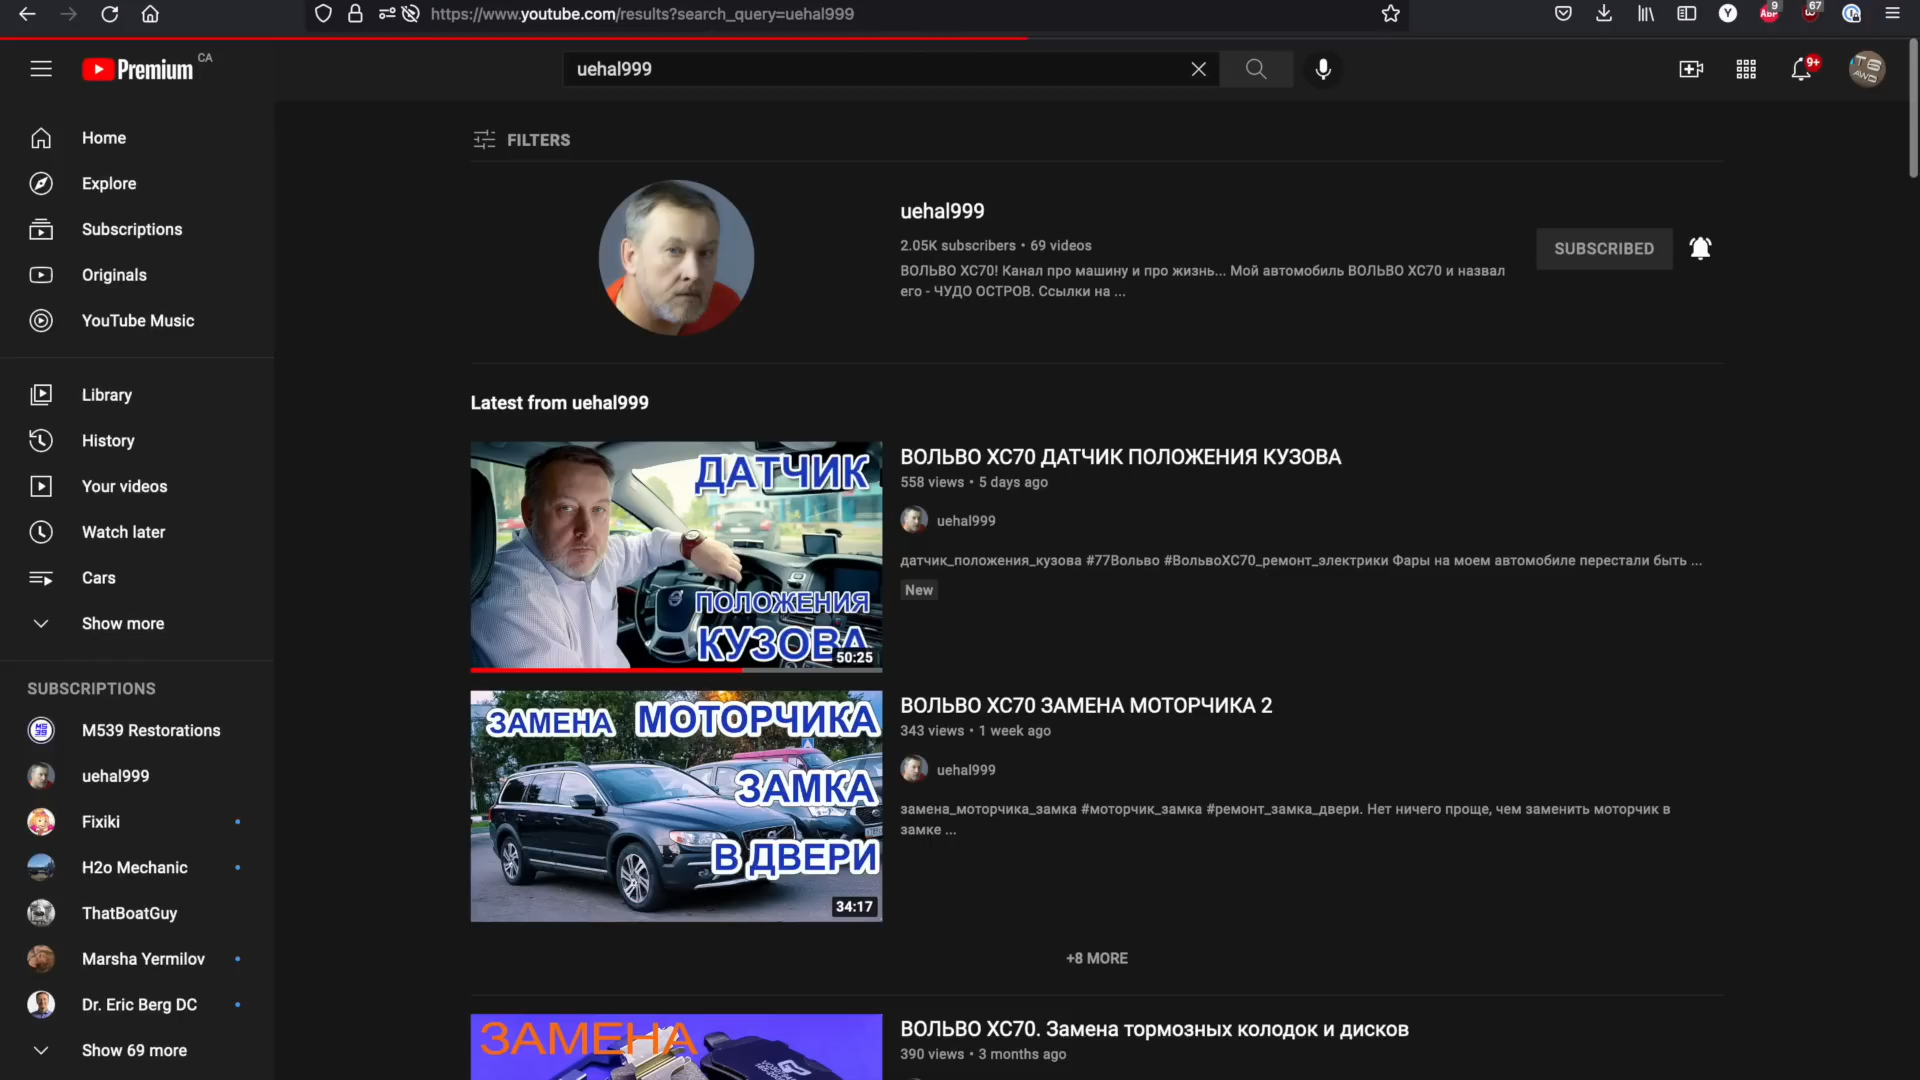 https://www.youtube.com/results?search_query=uehal999
9
67
Premium CA
uehal999
9+
Home
Explore
Subscriptions
Originals
YouTube Music
Library
History
Your videos
Watch later
Cars
Show more
SUBSCRIPTIONS
M539 Restorations
uehal999
Fixiki
H2o Mechanic
ThatBoatGuy
Marsha Yermilov
Dr. Eric Berg DC
Show 69 more
FILTERS
uehal999
2.05K subscribers • 69 videos
ВОЛЬВО ХС70! Канал про машину и про жизнь... Мой автомобиль ВОЛЬВО ХС70 и назвал
его - ЧУДО ОСТРОВ. Ссылки на ...
SUBSCRIBED
Latest from uehal999
ДАТЧИК
ПОЛОЖЕНИЯ
КУЗОВА
50:25
ВОЛЬВО ХС70 ДАТЧИК ПОЛОЖЕНИЯ КУЗОВА
558 views • 5 days ago
uehal999
датчик_положения_кузова #77Вольво #ВольвоХС70_ремонт_электрики Фары на моем автомобиле перестали быть ...
New
ЗАМЕНА МОТОРЧИКА
ЗАМКА
В ДВЕРИ
34:17
ВОЛЬВО ХС70 ЗАМЕНА МОТОРЧИКА 2
343 views • 1 week ago
uehal999
замена_моторчика_замка #моторчик_замка #ремонт_замка_двери. Нет ничего проще, чем заменить моторчик в
замке ...
+8 MORE
ЗАМЕНА
ВОЛЬВО ХС70. Замена тормозных колодок и дисков
390 views • 3 months ago